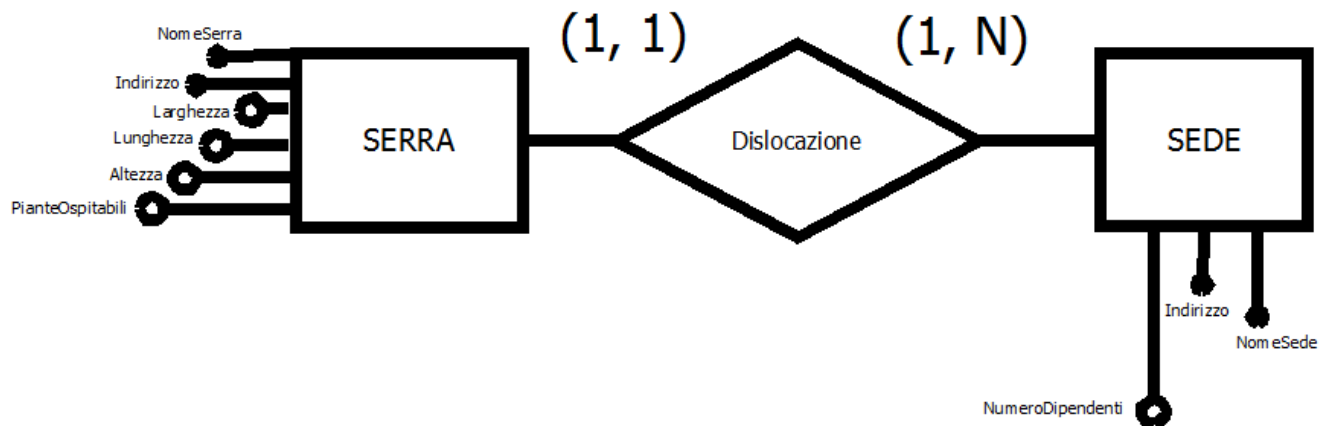 NomeSerra
Indirizzo
Larghezza
Lunghezza
Altezza
PianteOspitabili
SERRA
(1, 1)
Dislocazione
(1, N)
SEDE
Indirizzo
NomeSede
NumeroDipendenti